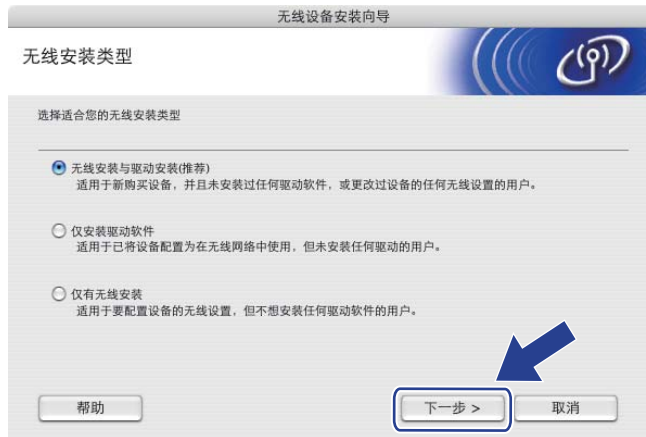 无线设备安装向导
无线安装类型
选择适合您的无线安装类型
无线安装与驱动安装(推荐)
适用于新购买设备，并且未安装过任何驱动软件，或更改过设备的任何无线设置的用户。
仅安装驱动软件
适用于已将设备配置为在无线网络中使用，但未安装任何驱动的用户。
仅有无线安装
适用于要配置设备的无线设置，但不想安装任何驱动软件的用户。
帮助
下一步 >
取消